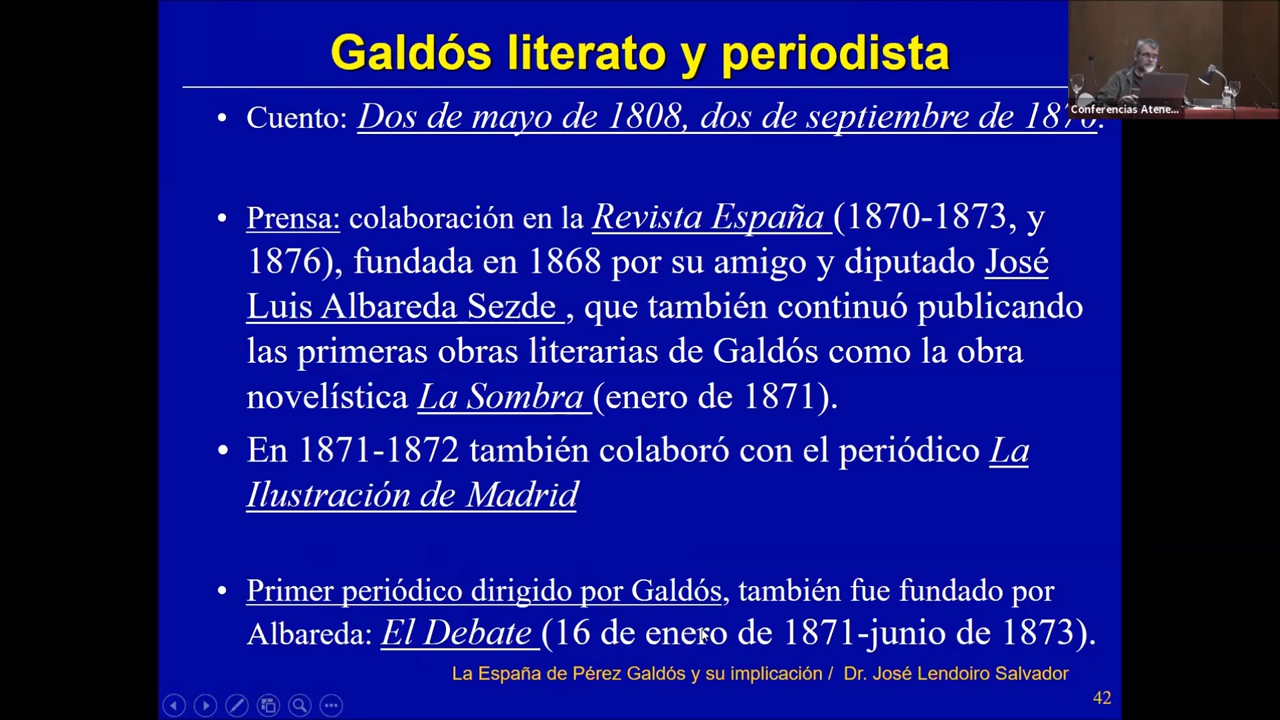 Galdós literato y periodista
Conferencias Atene...
• Cuento: Dos de mayo de 1808, dos de septiembre de 1870.
• Prensa: colaboración en la Revista España (1870-1873, y
1876), fundada en 1868 por su amigo y diputado José
Luis Albareda Sezde , que también continuó publicando
las primeras obras literarias de Galdós como la obra
novelística La Sombra (enero de 1871).
• En 1871-1872 también colaboró con el periódico La
Ilustración de Madrid
• Primer periódico dirigido por Galdós, también fue fundado por
Albareda: El Debate (16 de enero de 1871-junio de 1873).
La España de Pérez Galdós y su implicación / Dr. José Lendoiro Salvador
42